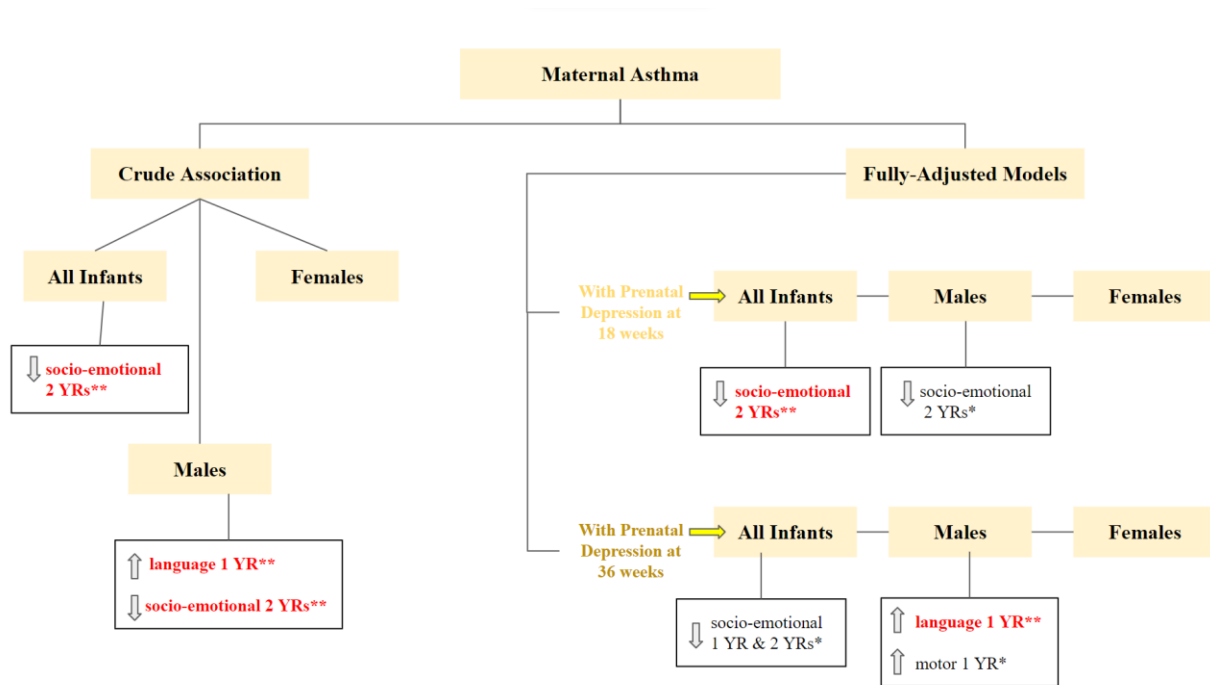 Maternal Asthma
Crude Association
Fully-Adjusted Models
All Infants
Females
socio-emotional
2 YRs**
Males
language 1 YR**
socio-emotional 2 YRs**
With Prenatal
Depression at
18 weeks
All Infants
Males
Females
socio-emotional
2 YRs**
socio-emotional
2 YRs*
With Prenatal
Depression at
36 weeks
All Infants
Males
Females
socio-emotional
1 YR & 2 YRs*
language 1 YR**
motor 1 YR*